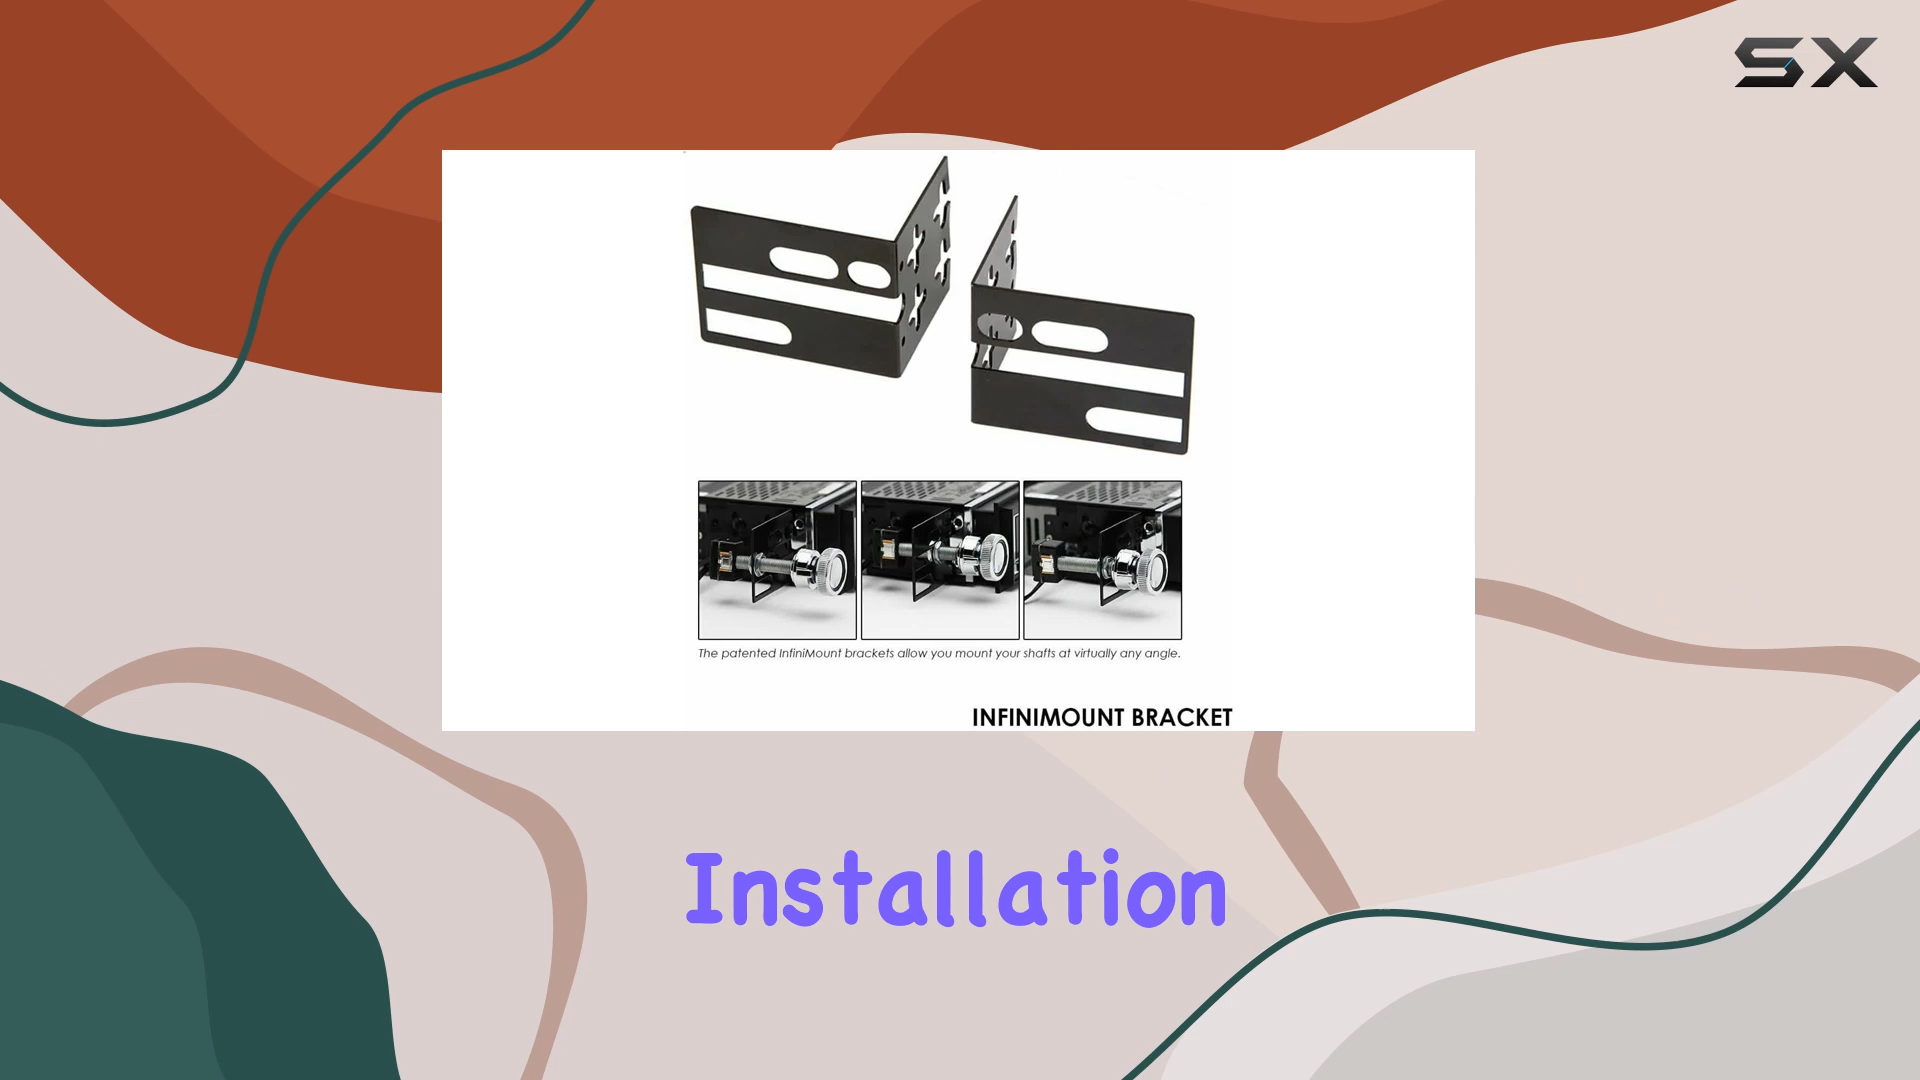 SX
The patented InfiniMount brackets allow you mount your shafts at virtually any angle.
INFINIMOUNT BRACKET
Installation